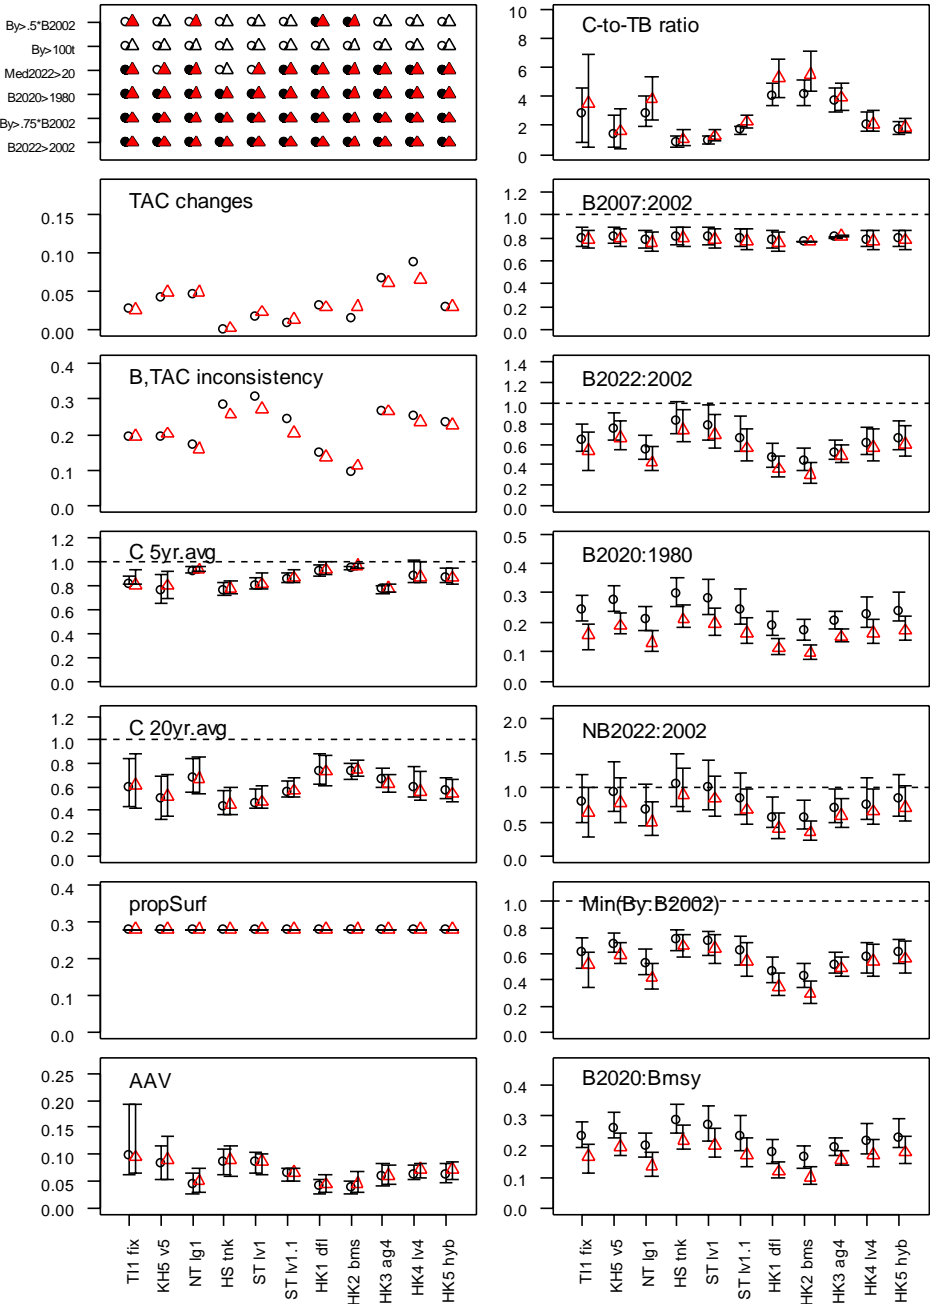 By>.5*B2002
By>100t
Med2022>20
B2020>1980
By>.75*B2002
B2022>2002
C-to-TB ratio
10
8
6
4
2
0
TAC changes
0.15
0.10
0.05
0.00
B2007:2002
1.2
1.0
0.8
0.6
0.4
0.2
0.0
B,TAC inconsistency
0.4
0.3
0.2
0.1
0.0
B2022:2002
1.4
1.2
1.0
0.8
0.6
0.4
0.2
0.0
C 5yr.avg
1.2
1.0
0.8
0.6
0.4
0.2
0.0
B2020:1980
0.5
0.4
0.3
0.2
0.1
0.0
C 20yr.avg
1.2
1.0
0.8
0.6
0.4
0.2
0.0
NB2022:2002
2.0
1.5
1.0
0.5
0.0
propSurf
0.4
0.3
0.2
0.1
0.0
Min(By:B2002)
1.0
0.8
0.6
0.4
0.2
0.0
AAV
0.25
0.20
0.15
0.10
0.05
0.00
B2020:Bmsy
0.4
0.3
0.2
0.1
0.0
TI1 fix
KH5 v5
NT lg1
HS tnk
ST lv1
ST lv1.1
HK1 dfl
HK2 bms
HK3 ag4
HK4 lv4
HK5 hyb
TI1 fix
KH5 v5
NT lg1
HS tnk
ST lv1
ST lv1.1
HK1 dfl
HK2 bms
HK3 ag4
HK4 lv4
HK5 hyb